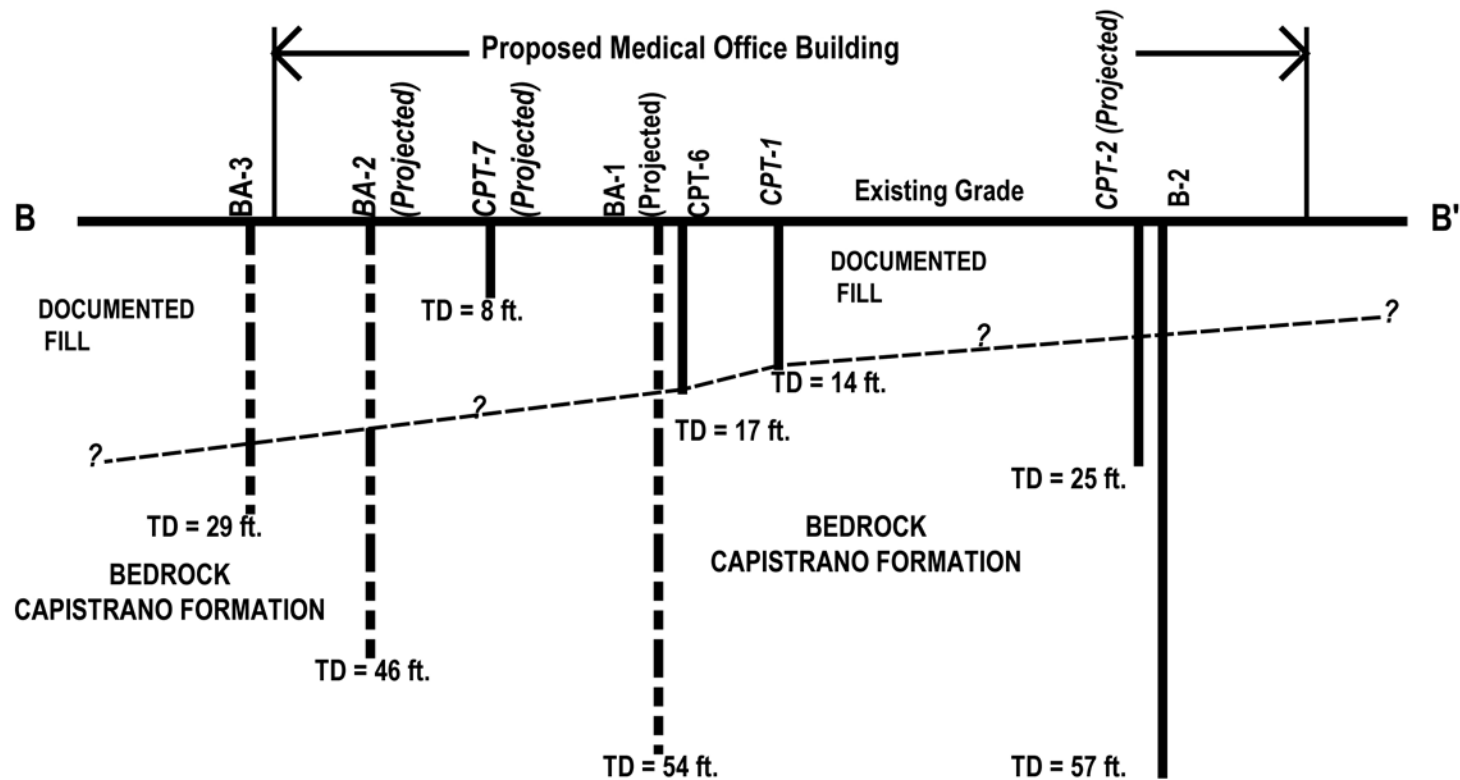 Proposed Medical Office Building
BA-3
BA-2
(Projected)
CPT-7
(Projected)
BA-1
(Projected)
CPT-6
CPT-1
Existing Grade
CPT-2 (Projected)
B-2
B
B'
DOCUMENTED
FILL
TD = 8 ft.
DOCUMENTED
FILL
?
?
?
?
TD = 14 ft.
TD = 17 ft.
TD = 25 ft.
TD = 29 ft.
BEDROCK
CAPISTRANO FORMATION
BEDROCK
CAPISTRANO FORMATION
TD = 46 ft.
TD = 54 ft.
TD = 57 ft.